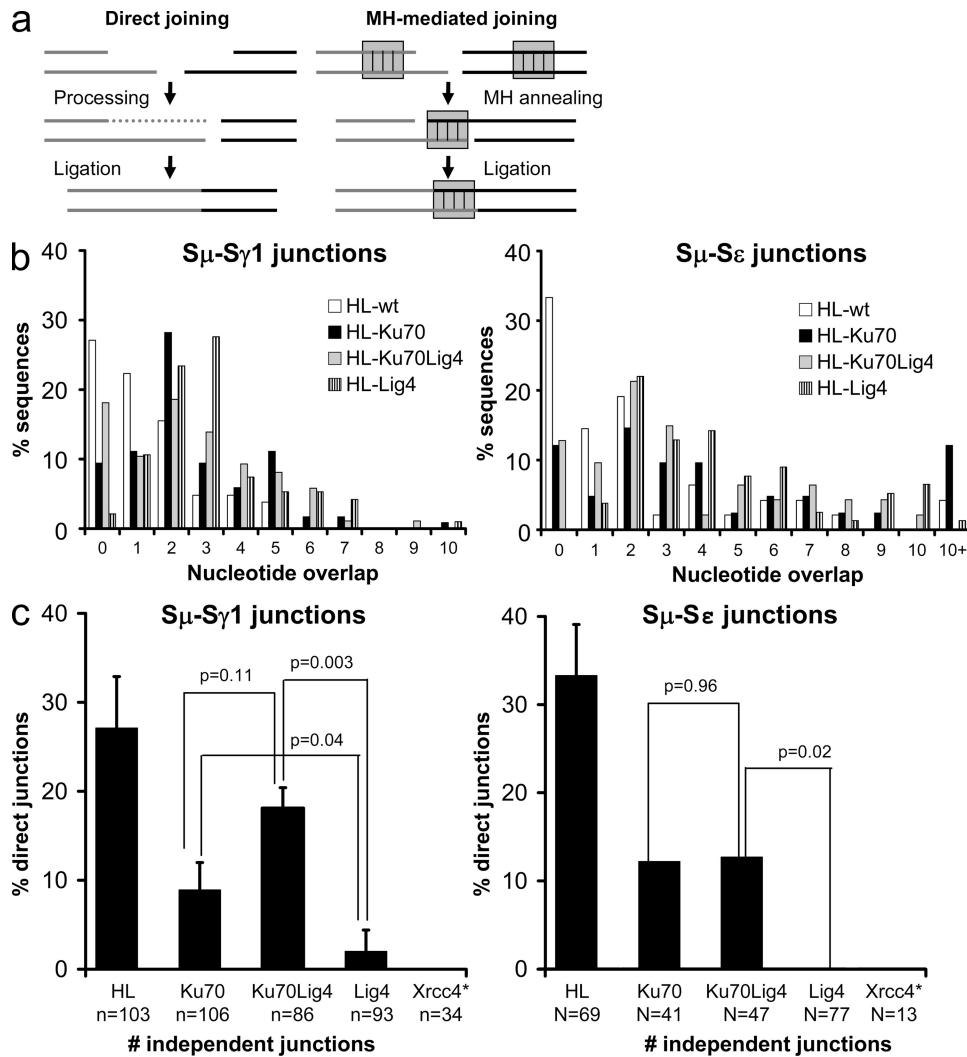 a
Direct joining
MH-mediated joining
Processing
MH annealing
Ligation
Ligation
b
Sμ-Sγ1 junctions
40
30
20
10
0
% sequences
HL-wt
HL-Ku70
HL-Ku70Lig4
HL-Lig4
0 1 2 3 4 5 6 7 8 9 10
Nucleotide overlap
Sμ-Sε junctions
40
30
20
10
0
% sequences
HL-wt
HL-Ku70
HL-Ku70Lig4
HL-Lig4
0 1 2 3 4 5 6 7 8 9 10 10+
Nucleotide overlap
c
Sμ-Sγ1 junctions
40
30
20
10
0
% direct junctions
p=0.11
p=0.003
p=0.04
HL Ku70 Ku70Lig4 Lig4 Xrcc4*
n=103 n=106 n=86 n=93 n=34
# independent junctions
Sμ-Sε junctions
40
30
20
10
0
% direct junctions
p=0.96
p=0.02
HL Ku70 Ku70Lig4 Lig4 Xrcc4*
N=69 N=41 N=47 N=77 N=13
# independent junctions